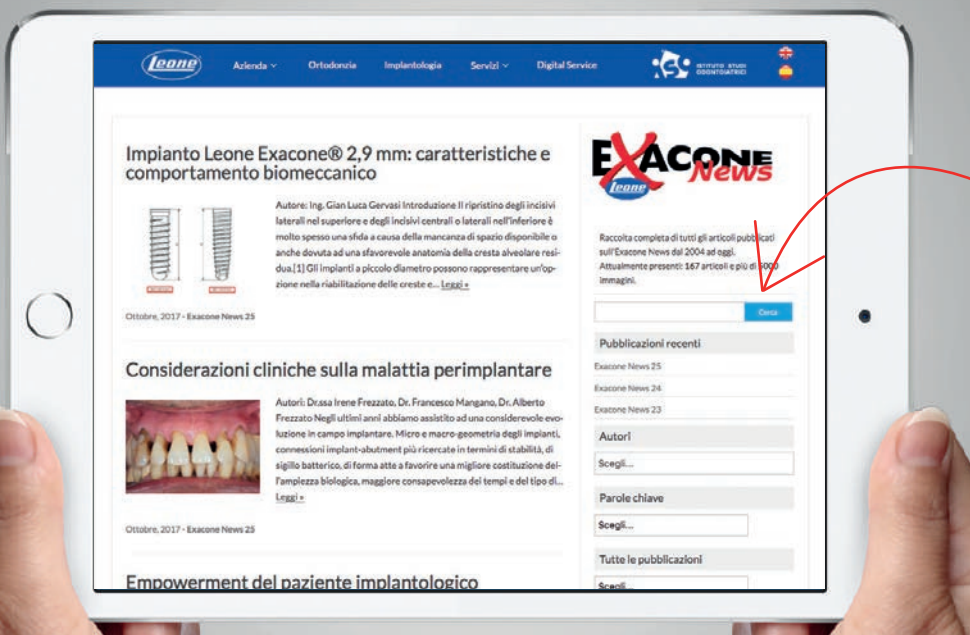 Leone
Azienda
Ortodonzia
Implantologia
Servizi
Digital Service
ISTITUTO STUDI
ODONTOIATRICI
Impianto Leone Exacone® 2,9 mm: caratteristiche e
comportamento biomeccanico
Autore: Ing. Gian Luca Gervasi Introduzione Il ripristino degli incisivi
laterali nel superiore e degli incisivi centrali o laterali nell'inferiore è
molto spesso una sfida a causa della mancanza di spazio disponibile o
anche dovuta ad una sfavorevole anatomia della cresta alveolare resi-
dua.[1] Gli impianti a piccolo diametro possono rappresentare un'op-
zione nella riabilitazione delle creste e... Leggi »
Ottobre, 2017 - Exacone News 25
Considerazioni cliniche sulla malattia perimplantare
Autori: Dr.ssa Irene Frezzato, Dr. Francesco Mangano, Dr. Alberto
Frezzato Negli ultimi anni abbiamo assistito ad una considerevole evo-
luzione in campo implantare. Micro e macro-geometria degli impianti,
connessioni implant-abutment più ricercate in termini di stabilità, di
sigillo batterico, di forma atte a favorire una migliore costituzione del-
l'ampiezza biologica, maggiore consapevolezza dei tempi e del tipo di...
Leggi »
Ottobre, 2017 - Exacone News 25
Empowerment del paziente implantologico
EXACONE
News
Leone
Raccolta completa di tutti gli articoli pubblicati
sull'Exacone News dal 2004 ad oggi.
Attualmente presenti: 167 articoli e più di 5000
immagini.
Cerca
Pubblicazioni recenti
Exacone News 25
Exacone News 24
Exacone News 23
Autori
Scegli...
Parole chiave
Scegli...
Tutte le pubblicazioni
Scegli...